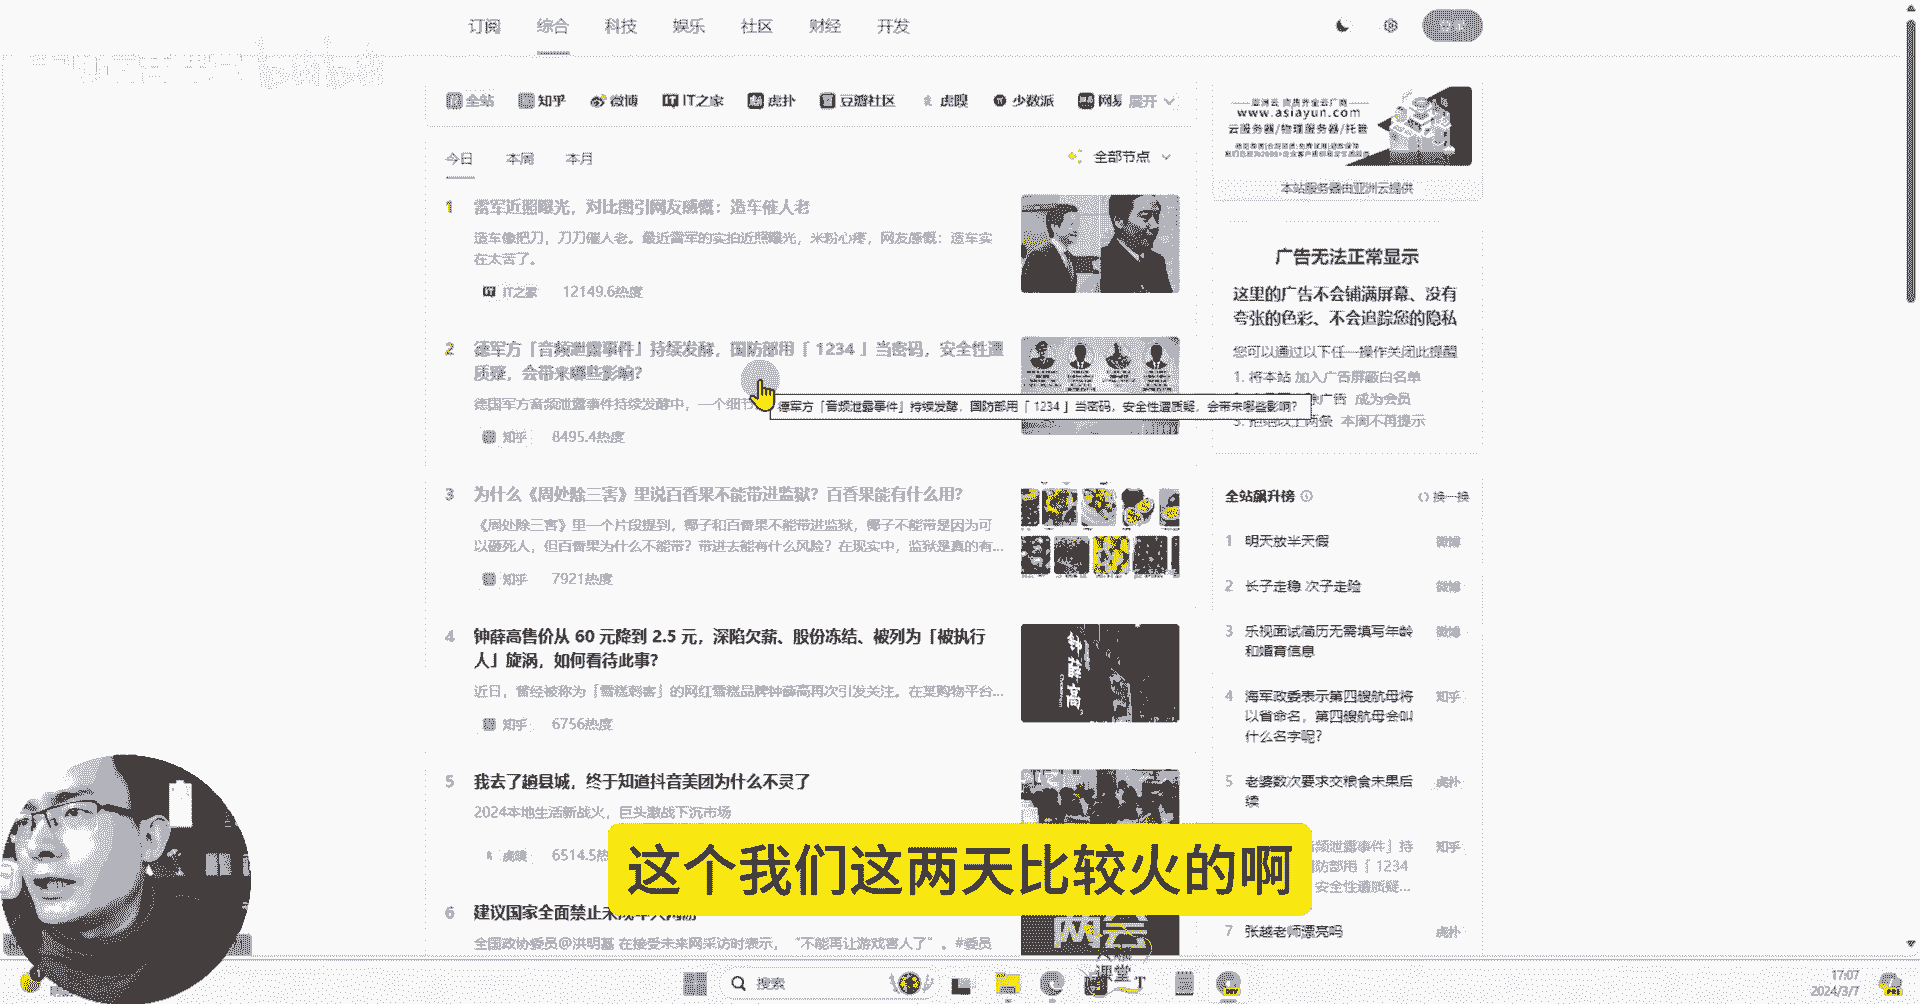 订阅 综合 科技 娱乐 社区 财经 开发
全站 知乎 微博 IT之家 虎扑 豆瓣社区 虎嗅 少数派 网易 展开
www.asiayun.com
云服务器/物理服务器/托管
本站服务器由亚洲云提供
今日 本周 本月 全部节点
1 雷军近照曝光，对比图引网友感慨：造车催人老
造车像把刀，刀刀催人老。最近雷军的实拍近照曝光，米粉心疼，网友感慨：造车实
在太苦了。
IT之家 12149.6热度
广告无法正常显示
这里的广告不会铺满屏幕、没有
夸张的色彩、不会追踪您的隐私
您可以通过以下任一操作关闭此提醒
1. 将本站 加入广告屏蔽白名单
除广告 成为会员
3. 拒绝以上两条 本周不再提示
2 德军方「音频泄露事件」持续发酵，国防部用「 1234 」当密码，安全性遭
质疑，会带来哪些影响？
德国军方音频泄露事件持续发酵中，一个细节
德军方「音频泄露事件」持续发酵，国防部用「 1234 」当密码，安全性遭质疑，会带来哪些影响？
知乎 8495.4热度
3 为什么《周处除三害》里说百香果不能带进监狱？百香果能有什么用？
《周处除三害》里一个片段提到，椰子和百香果不能带进监狱，椰子不能带是因为可
以砸死人，但百香果为什么不能带？带进去能有什么风险？在现实中，监狱是真的有...
知乎 7921热度
4 钟薛高售价从 60 元降到 2.5 元，深陷欠薪、股份冻结、被列为「被执行
人」旋涡，如何看待此事？
近日，曾经被称为「雪糕刺客」的网红雪糕品牌钟薛高再次引发关注。在某购物平台...
知乎 6756热度
钟薛高
5 我去了趟县城，终于知道抖音美团为什么不灵了
2024本地生活新战火，巨头激战下沉市场
虎嗅 6514.5热
6 建议国家全面禁止未成年人网游
全国政协委员@洪明基 在接受未来网采访时表示，“不能再让游戏害人了”。#委员
全站飙升榜 换一换
1 明天放半天假 微博
2 长子走稳 次子走险 微博
3 乐视面试简历无需填写年龄
和婚育信息 微博
4 海军政委表示第四艘航母将
以省命名，第四艘航母会叫
什么名字呢？ 知乎
5 老婆数次要求交粮食未果后
续 虎扑
频泄露事件」持
国防部用「 1234
安全性遭质疑... 知乎
7 张越老师漂亮吗 虎扑
这个我们这两天比较火的啊
搜索
课堂
17:07
2024/3/7